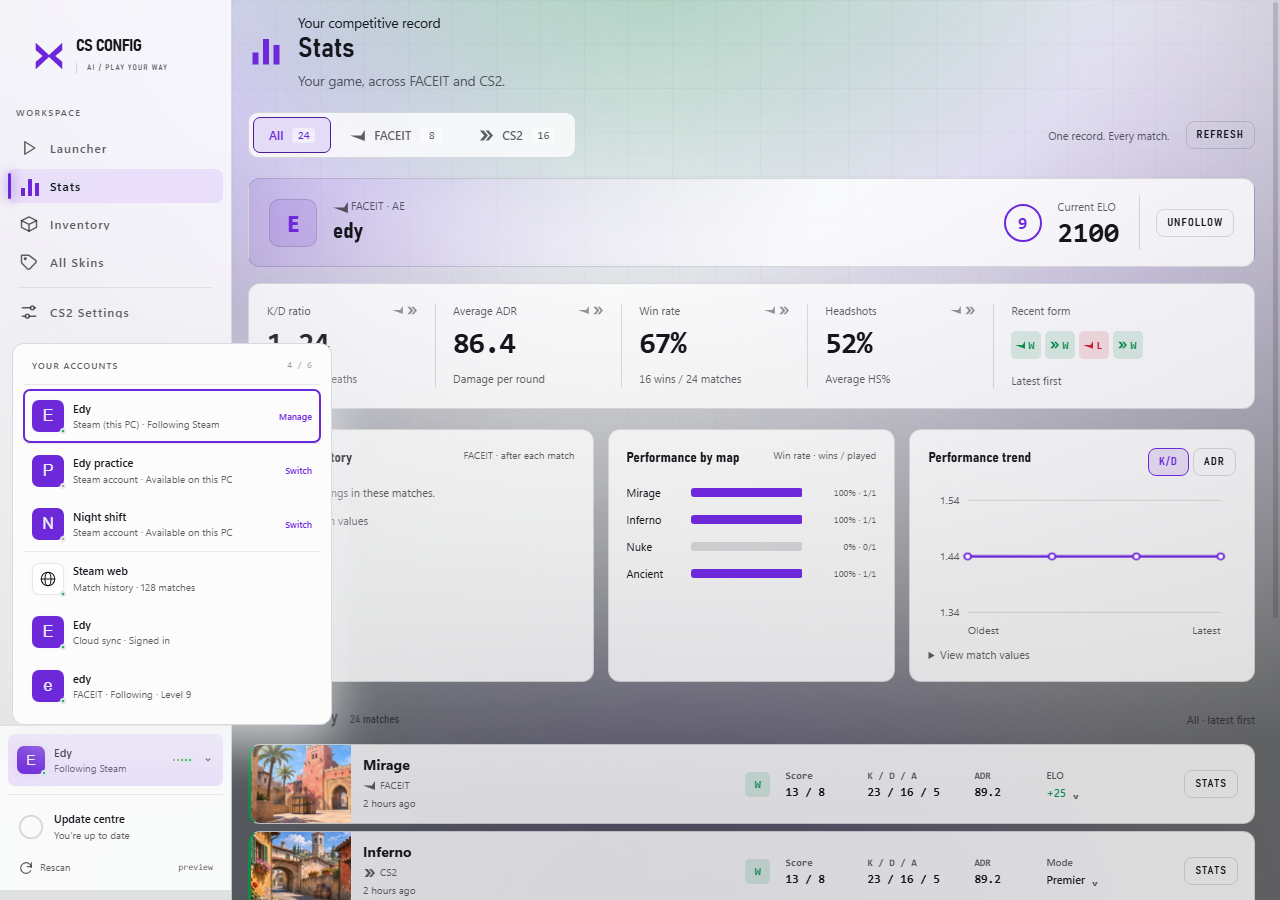 CS CONFIG
AI / PLAY YOUR WAY
WORKSPACE
Launcher
Stats
Inventory
All Skins
CS2 Settings
YOUR ACCOUNTS 4 / 6
E Edy
Steam (this PC) · Following Steam
Manage
P Edy practice
Steam account · Available on this PC
Switch
N Night shift
Steam account · Available on this PC
Switch
Steam web
Match history · 128 matches
E Edy
Cloud sync · Signed in
e edy
FACEIT · Following · Level 9
E Edy
Following Steam
Update centre
You're up to date
Rescan preview
Your competitive record
Stats
Your game, across FACEIT and CS2.
All 24 FACEIT 8 CS2 16
One record. Every match. REFRESH
E
FACEIT · AE
edy
9
Current ELO
2100
UNFOLLOW
K/D ratio
Average ADR
86.4
Damage per round
Win rate
67%
16 wins / 24 matches
Headshots
52%
Average HS%
Recent form
W W L W
Latest first
FACEIT · after each match
in these matches.
values
Performance by map Win rate · wins / played
Mirage 100% · 1/1
Inferno 100% · 1/1
Nuke 0% · 0/1
Ancient 100% · 1/1
Performance trend K/D ADR
1.54
1.44
1.34
Oldest Latest
View match values
24 matches All · latest first
Mirage
FACEIT
2 hours ago
W
Score
13 / 8
K / D / A
23 / 16 / 5
ADR
89.2
ELO
+25
STATS
Inferno
CS2
2 hours ago
W
Score
13 / 8
K / D / A
23 / 16 / 5
ADR
89.2
Mode
Premier
STATS